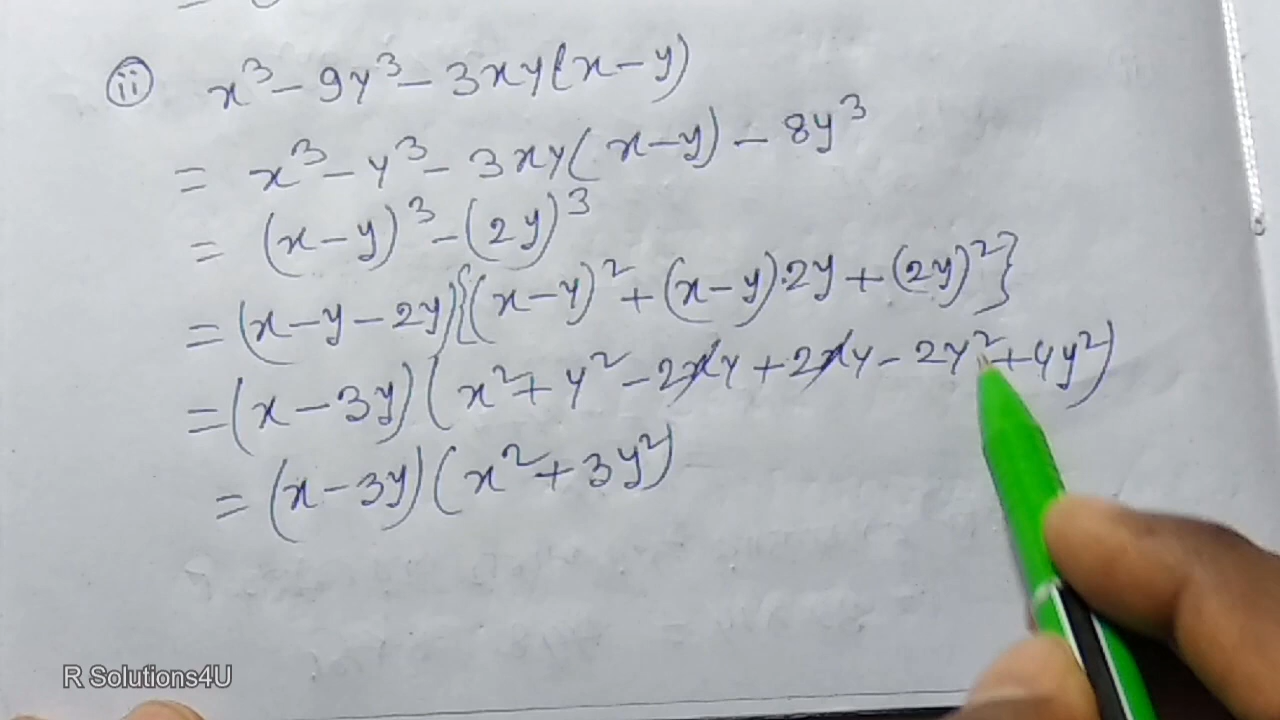 ii x³ - 9y³ - 3xy(x - y)
= x³ - y³ - 3xy(x - y) - 8y³
= (x - y)³ - (2y)³
= (x - y - 2y){(x - y)² + (x - y).2y + (2y)²}
= (x - 3y)(x² + y² - 2xy + 2xy - 2y² + 4y²)
= (x - 3y)(x² + 3y²)
R Solutions4U